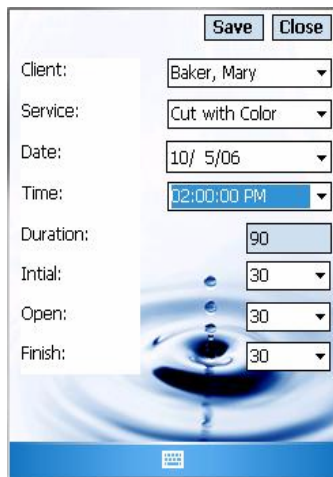 Save Close
Client: Baker, Mary
Service: Cut with Color
Date: 10/ 5/06
Time: 02:00:00 PM
Duration: 90
Intial: 30
Open: 30
Finish: 30